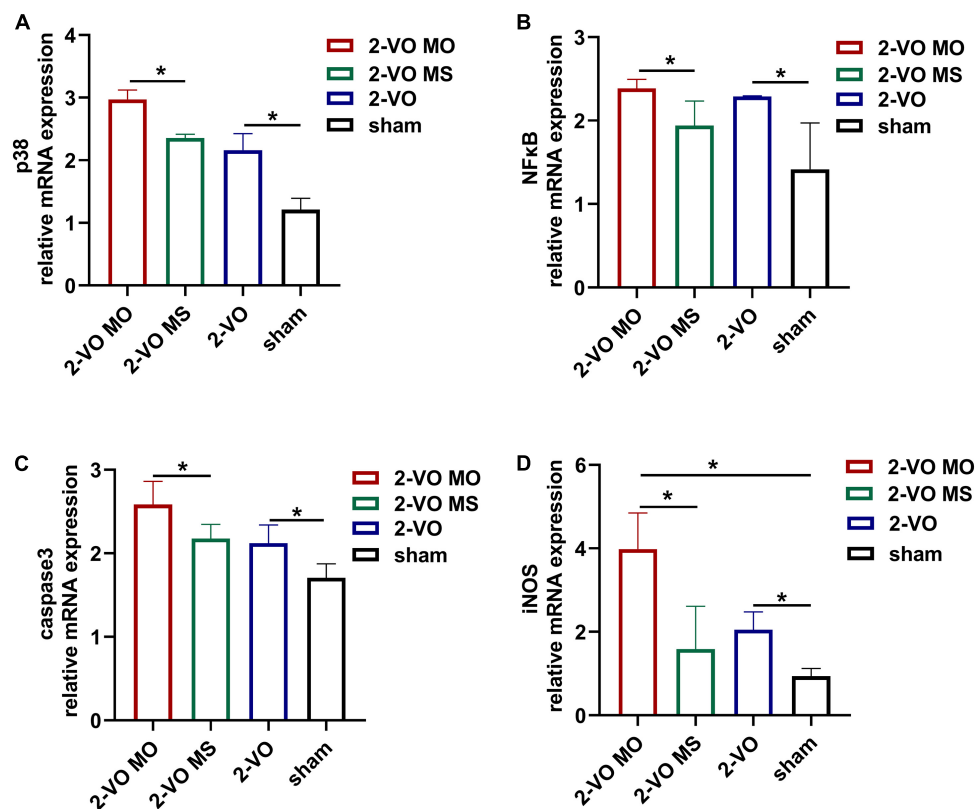 A
p38
relative mRNA expression
4
3
2
1
0
*
*
2-VO MO
2-VO MS
2-VO
sham
2-VO MO
2-VO MS
2-VO
sham
B
NFκB
relative mRNA expression
3
2
1
0
*
*
2-VO MO
2-VO MS
2-VO
sham
2-VO MO
2-VO MS
2-VO
sham
C
caspase3
relative mRNA expression
3
2
1
0
*
*
2-VO MO
2-VO MS
2-VO
sham
2-VO MO
2-VO MS
2-VO
sham
D
iNOS
relative mRNA expression
6
4
2
0
*
*
*
2-VO MO
2-VO MS
2-VO
sham
2-VO MO
2-VO MS
2-VO
sham